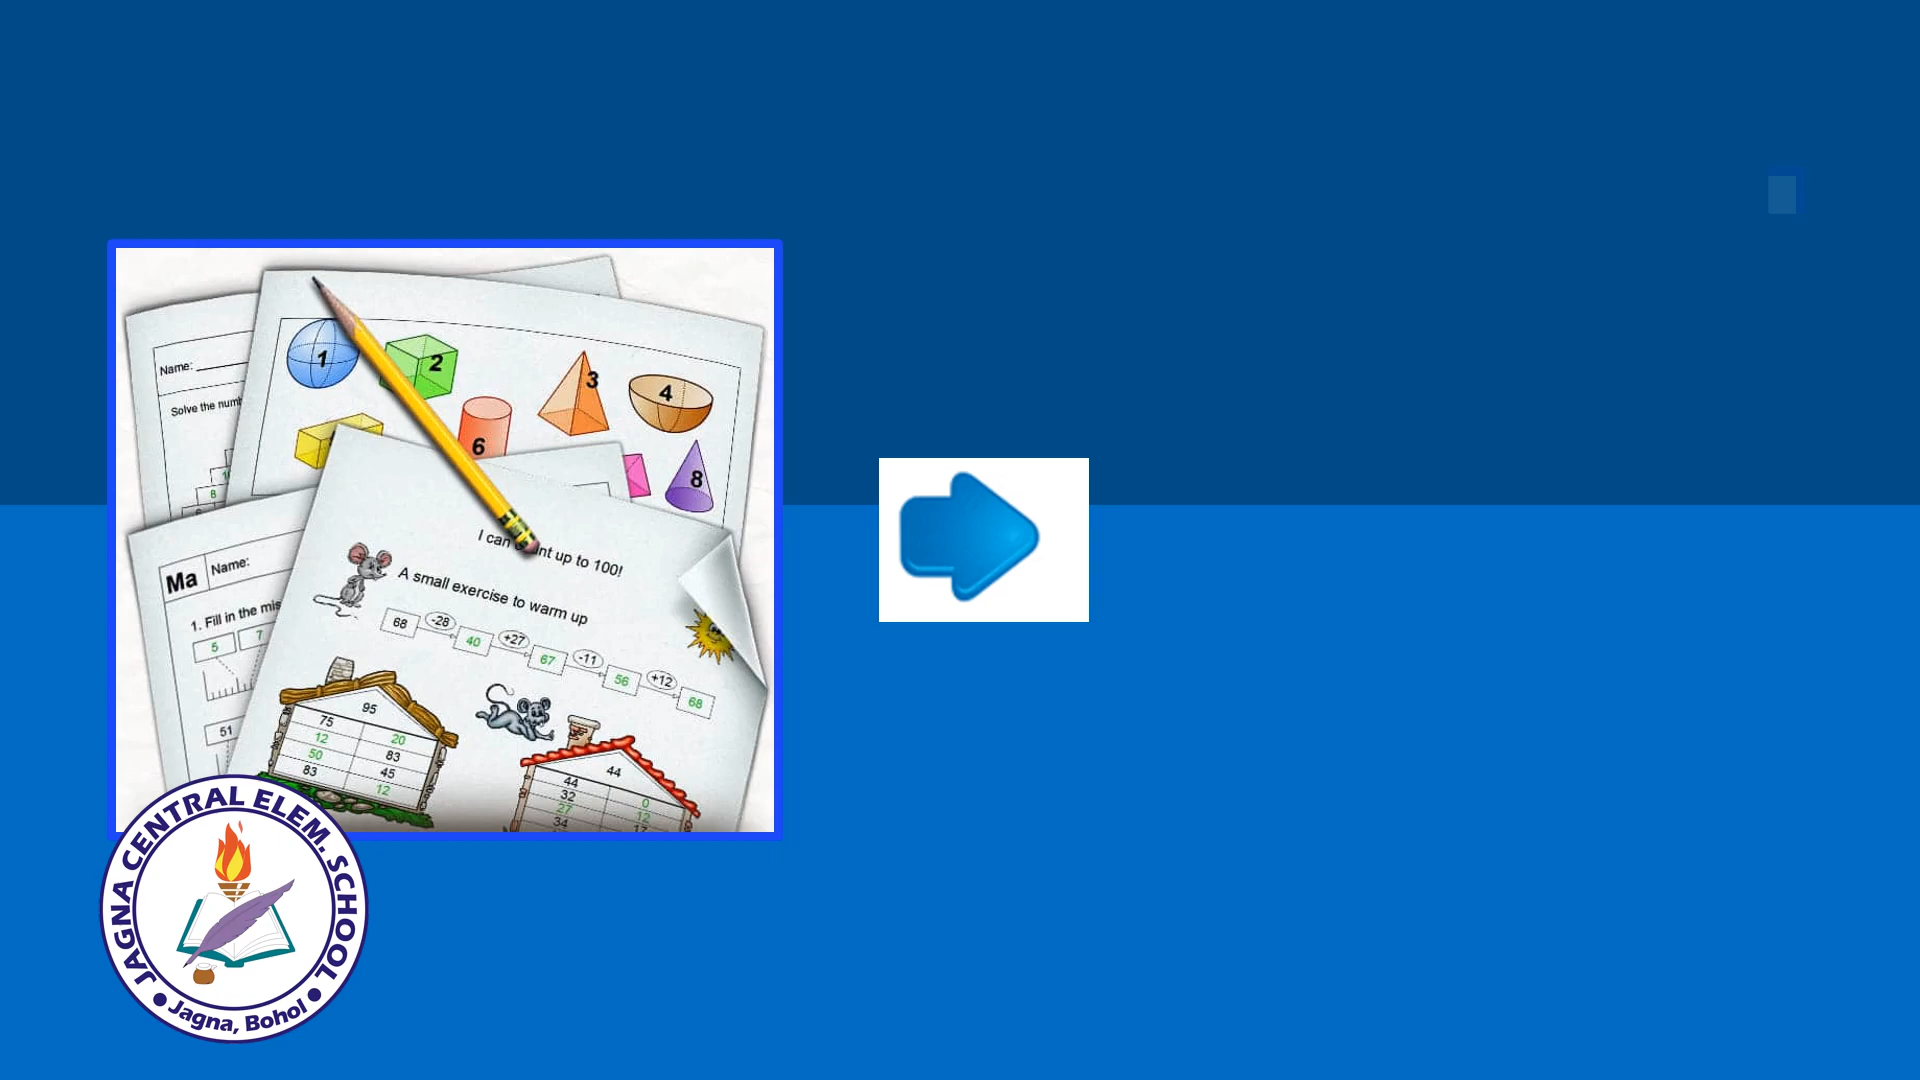 1
2
3
4
6
8
Name:
Solve the
8
I can
up to 100!
A small exercise to warm up
68 -28 40 +27 67 -11 56 +12 68
Ma Name:
1. Fill in the
5 7
51
95
75
12 20
50 83
83 45
12
44
44
32 0
27 12
34 17
JAGNA CENTRAL ELEM. SCHOOL
Jagna, Bohol